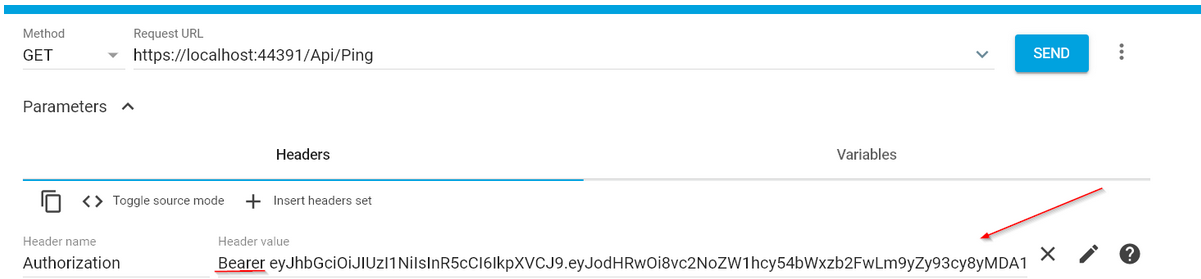 Method Request URL
GET https://localhost:44391/Api/Ping SEND
Parameters
Headers Variables
Toggle source mode Insert headers set
Header name Header value
Authorization Bearer eyJhbGciOiJIUzI1NiIsInR5cCI6IkpXVCJ9.eyJodHRwOi8vc2NoZW1hcy54bWxzb2FwLm9yZy93cy8yMDA1